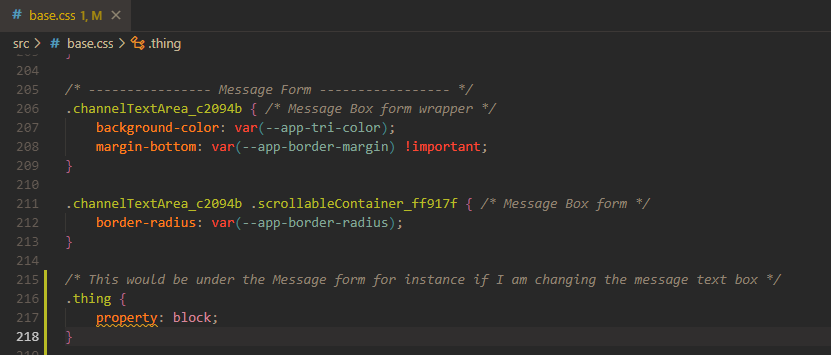 # base.css 1, M ×
src > # base.css > .thing
}
204
205 /* ---------------- Message Form ----------------- */
206 .channelTextArea_c2094b { /* Message Box form wrapper */
207 background-color: var(--app-tri-color);
208 margin-bottom: var(--app-border-margin) !important;
209 }
210
211 .channelTextArea_c2094b .scrollableContainer_ff917f { /* Message Box form */
212 border-radius: var(--app-border-radius);
213 }
214
215 /* This would be under the Message form for instance if I am changing the message text box */
216 .thing {
217 property: block;
218 }